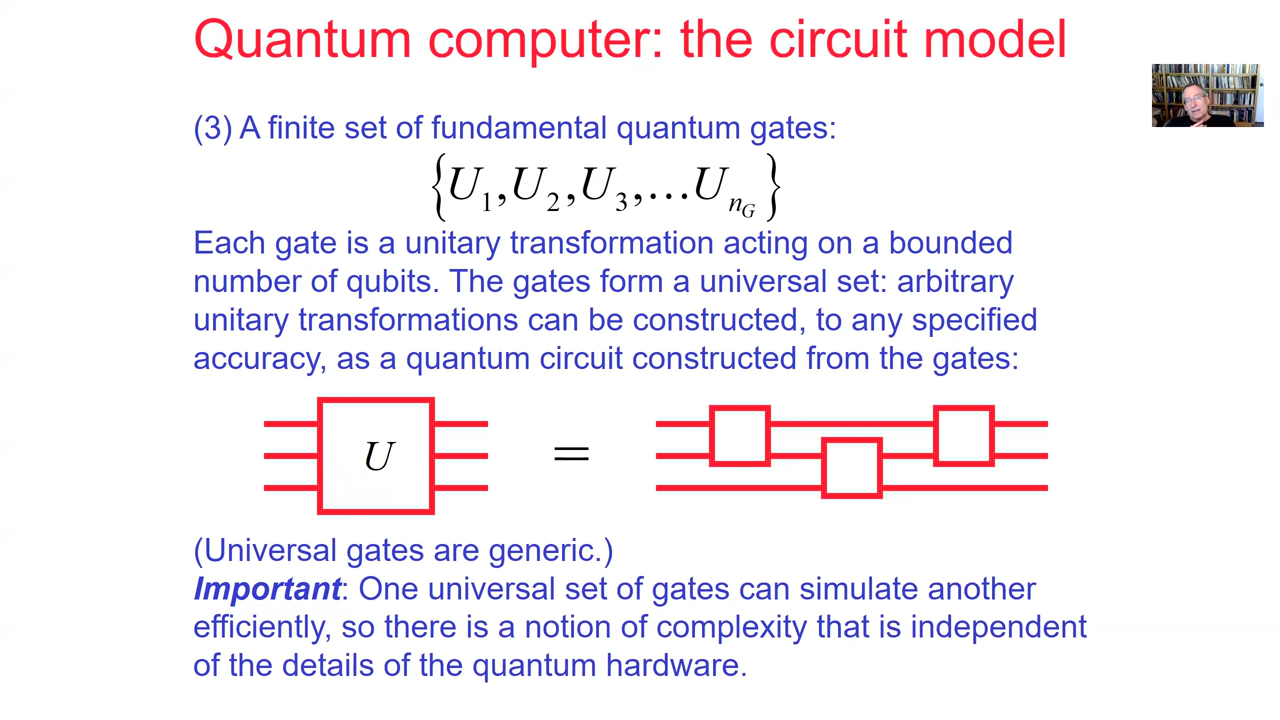 Quantum computer: the circuit model
(3) A finite set of fundamental quantum gates:
{U₁,U₂,U₃,…U_{n_G}}
Each gate is a unitary transformation acting on a bounded
number of qubits. The gates form a universal set: arbitrary
unitary transformations can be constructed, to any specified
accuracy, as a quantum circuit constructed from the gates:
U =
(Universal gates are generic.)
Important: One universal set of gates can simulate another
efficiently, so there is a notion of complexity that is independent
of the details of the quantum hardware.